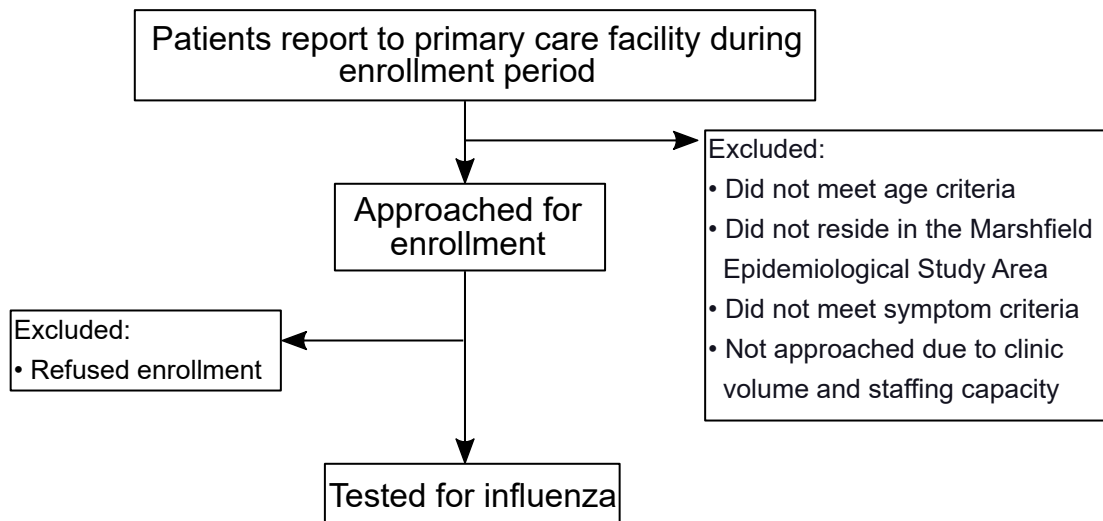 Patients report to primary care facility during
enrollment period
Excluded:
• Did not meet age criteria
• Did not reside in the Marshfield
Epidemiological Study Area
• Did not meet symptom criteria
• Not approached due to clinic
volume and staffing capacity
Approached for
enrollment
Excluded:
• Refused enrollment
Tested for influenza